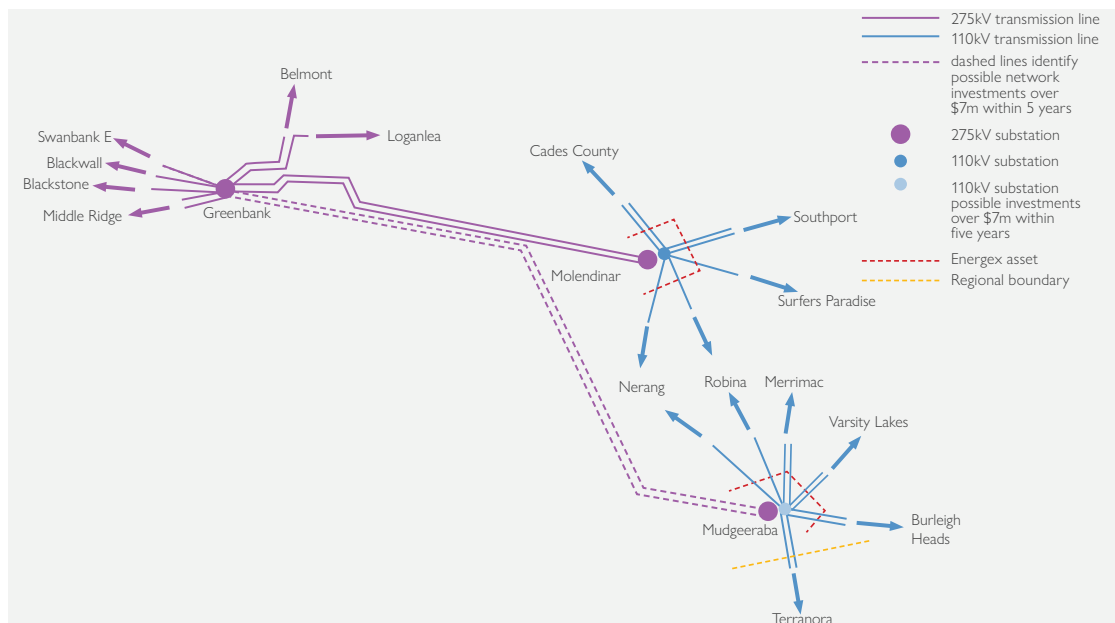 275kV transmission line
110kV transmission line
dashed lines identify
possible network
investments over
$7m within 5 years
275kV substation
110kV substation
110kV substation
possible investments
over $7m within
five years
Energex asset
Regional boundary
Belmont
Loganlea
Swanbank E
Blackwall
Blackstone
Middle Ridge
Greenbank
Cades County
Southport
Molendinar
Surfers Paradise
Nerang
Robina
Merrimac
Varsity Lakes
Mudgeeraba
Burleigh
Heads
Terranora